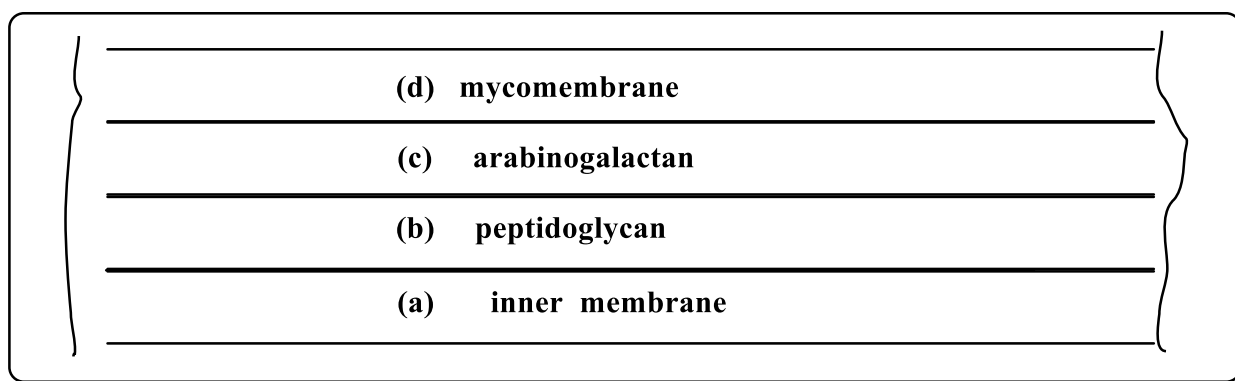 (d) mycomembrane
(c) arabinogalactan
(b) peptidoglycan
(a) inner membrane